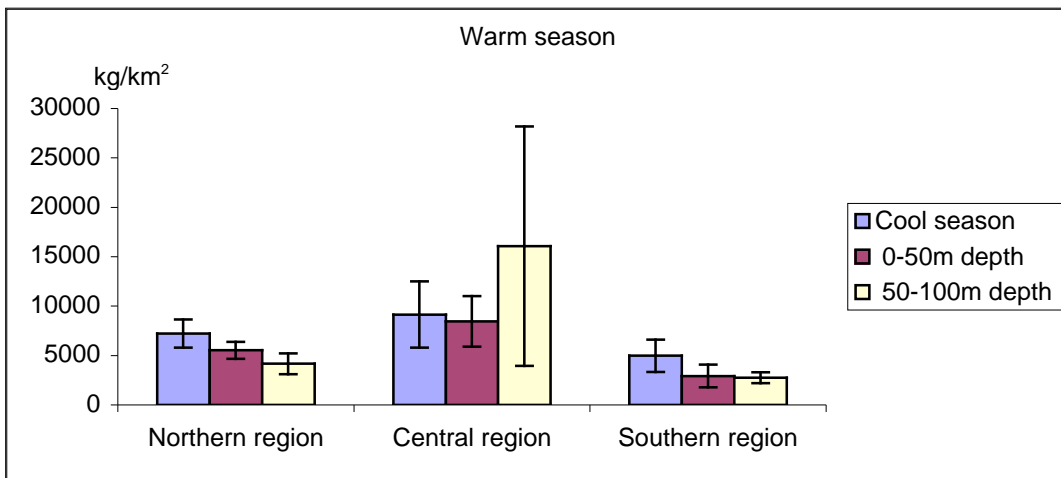 Warm season
kg/km²
30000
25000
20000
15000
10000
5000
0
Northern region Central region Southern region
Cool season
0-50m depth
50-100m depth